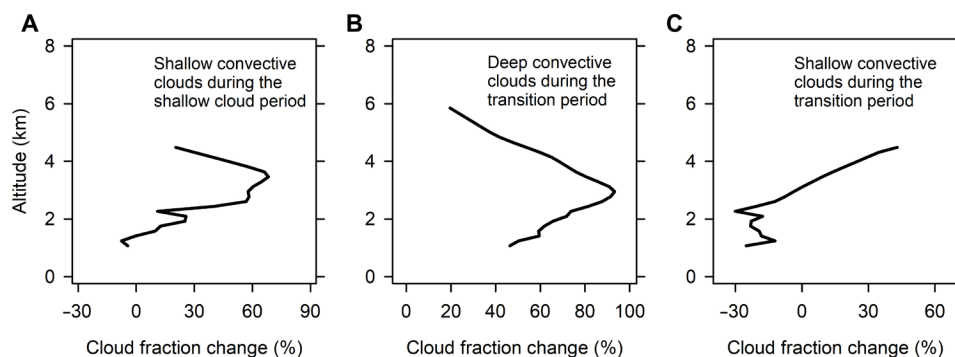 A
B
C
Shallow convective
clouds during the
shallow cloud period
Deep convective
clouds during the
transition period
Shallow convective
clouds during the
transition period
Altitude (km)
8
6
4
2
0
8
6
4
2
0
8
6
4
2
0
−30 0 30 60 90
0 20 40 60 80 100
−30 0 30 60
Cloud fraction change (%)
Cloud fraction change (%)
Cloud fraction change (%)